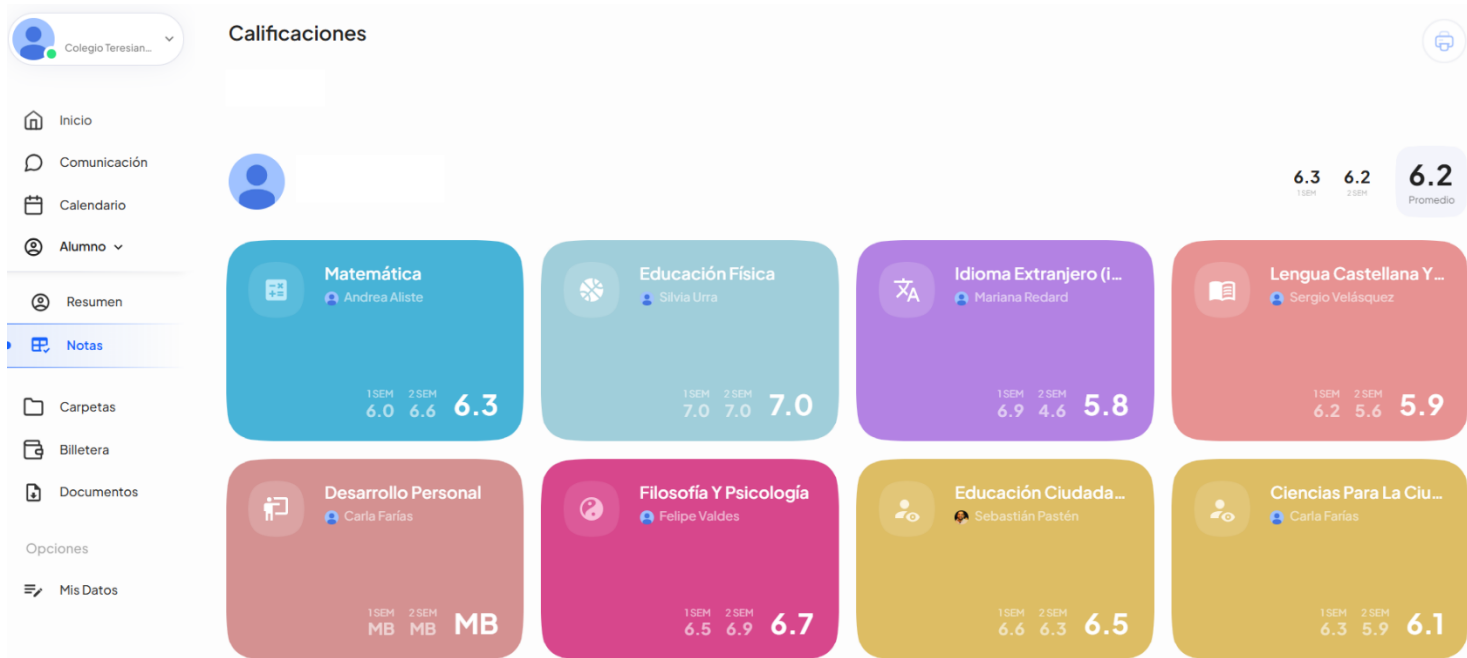 Colegio Teresian...
Inicio
Comunicación
Calendario
Alumno
Resumen
Notas
Carpetas
Billetera
Documentos
Opciones
Mis Datos
Calificaciones
6.3 6.2 6.2
1 SEM 2 SEM Promedio
Matemática
Andrea Aliste
1 SEM 2 SEM
6.0 6.6 6.3
Educación Física
Silvia Urra
1 SEM 2 SEM
7.0 7.0 7.0
Idioma Extranjero (i...
Mariana Redard
1 SEM 2 SEM
6.9 4.6 5.8
Lengua Castellana Y...
Sergio Velásquez
1 SEM 2 SEM
6.2 5.6 5.9
Desarrollo Personal
Carla Farías
1 SEM 2 SEM
MB MB MB
Filosofía Y Psicología
Felipe Valdes
1 SEM 2 SEM
6.5 6.9 6.7
Educación Ciudada...
Sebastián Pastén
1 SEM 2 SEM
6.6 6.3 6.5
Ciencias Para La Ciu...
Carla Farías
1 SEM 2 SEM
6.3 5.9 6.1